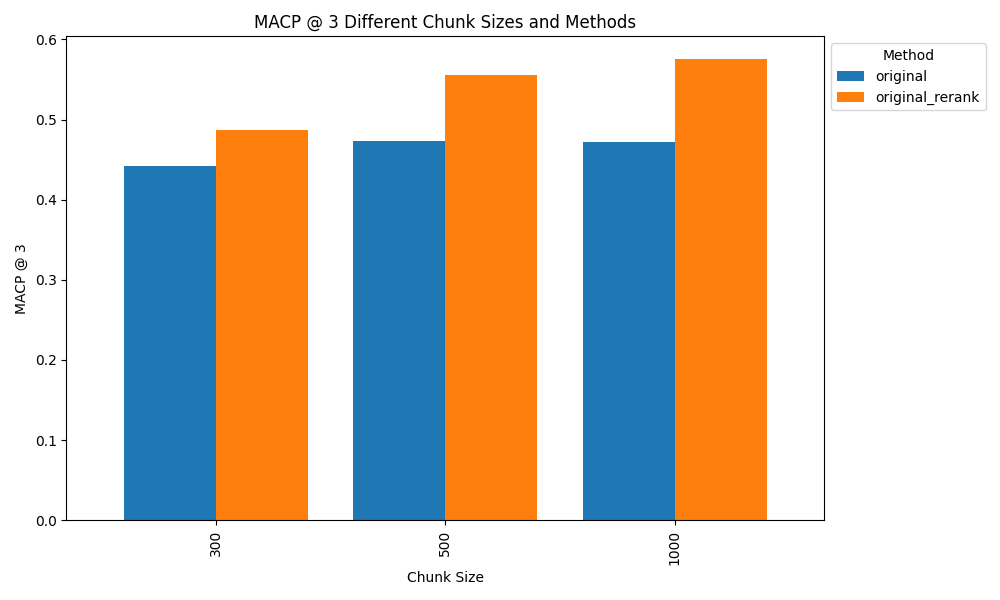 MACP @ 3 Different Chunk Sizes and Methods
Method
original
original_rerank
MACP @ 3
0.6
0.5
0.4
0.3
0.2
0.1
0.0
300
500
1000
Chunk Size